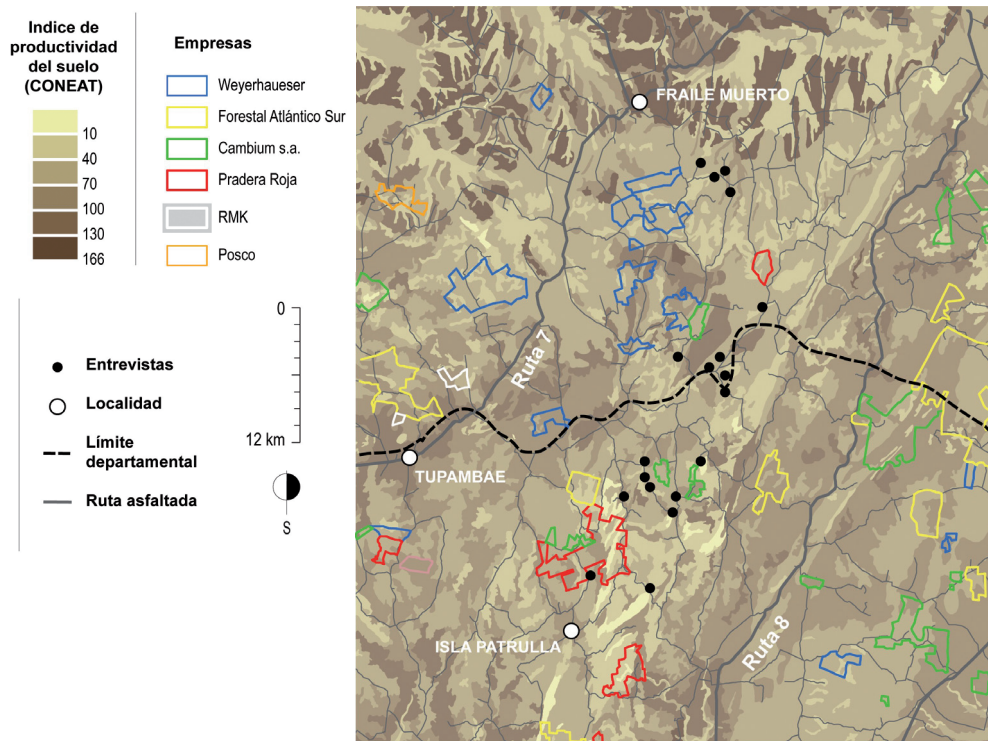 Indice de
productividad
del suelo
(CONEAT)
10
40
70
100
130
166
Empresas
Weyerhaueser
Forestal Atlántico Sur
Cambium s.a.
Pradera Roja
RMK
Posco
Entrevistas
Localidad
Límite
departamental
Ruta asfaltada
0
12 km
S
FRAILE MUERTO
Ruta 7
TUPAMBAE
ISLA PATRULLA
Ruta 8